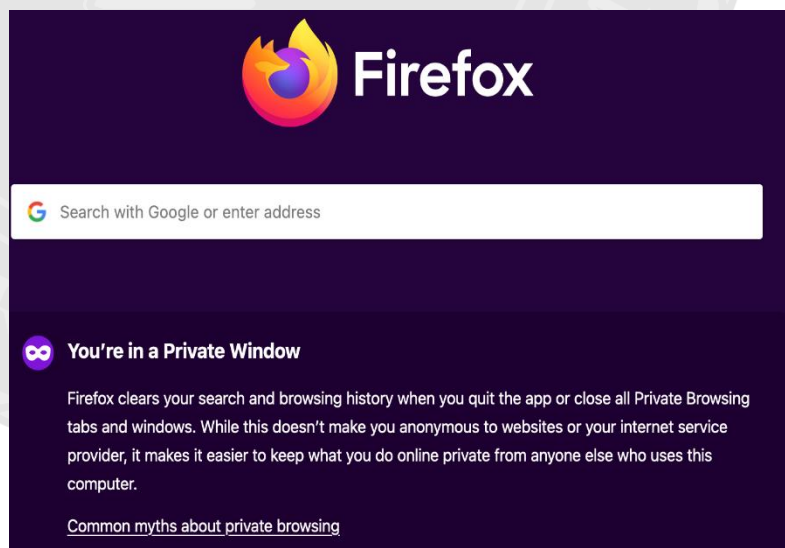 Firefox
Search with Google or enter address
You're in a Private Window
Firefox clears your search and browsing history when you quit the app or close all Private Browsing
tabs and windows. While this doesn't make you anonymous to websites or your internet service
provider, it makes it easier to keep what you do online private from anyone else who uses this
computer.
Common myths about private browsing